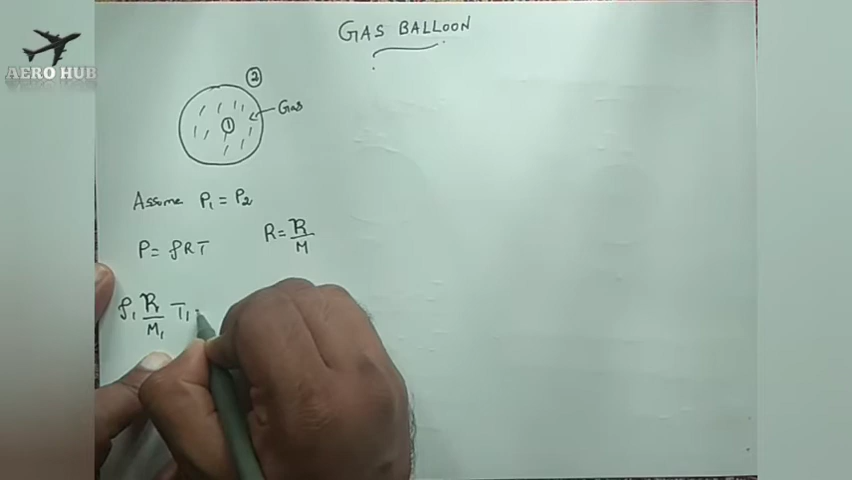 GAS BALLOON
AERO HUB
②
Gas
①
Assume P₁ = P₂
P = ρRT
R = ℜ/M
ρ₁ ℜ/M₁ T₁ =